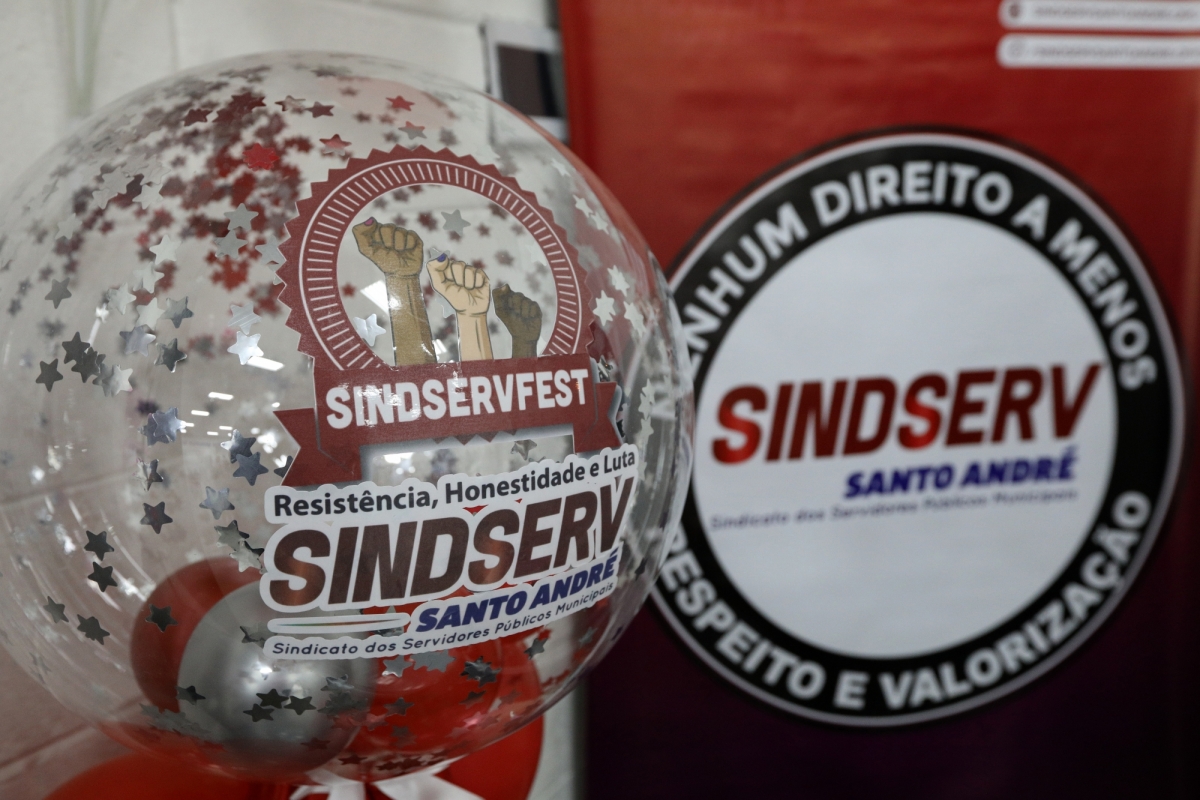 SINDSERVFEST
Resistência, Honestidade e Luta
SINDSERV
SANTO ANDRÉ
Sindicato dos Servidores Públicos Municipais
NENHUM DIREITO A MENOS
SINDSERV
SANTO ANDRÉ
Sindicato dos Servidores Públicos Municipais
RESPEITO E VALORIZAÇÃO